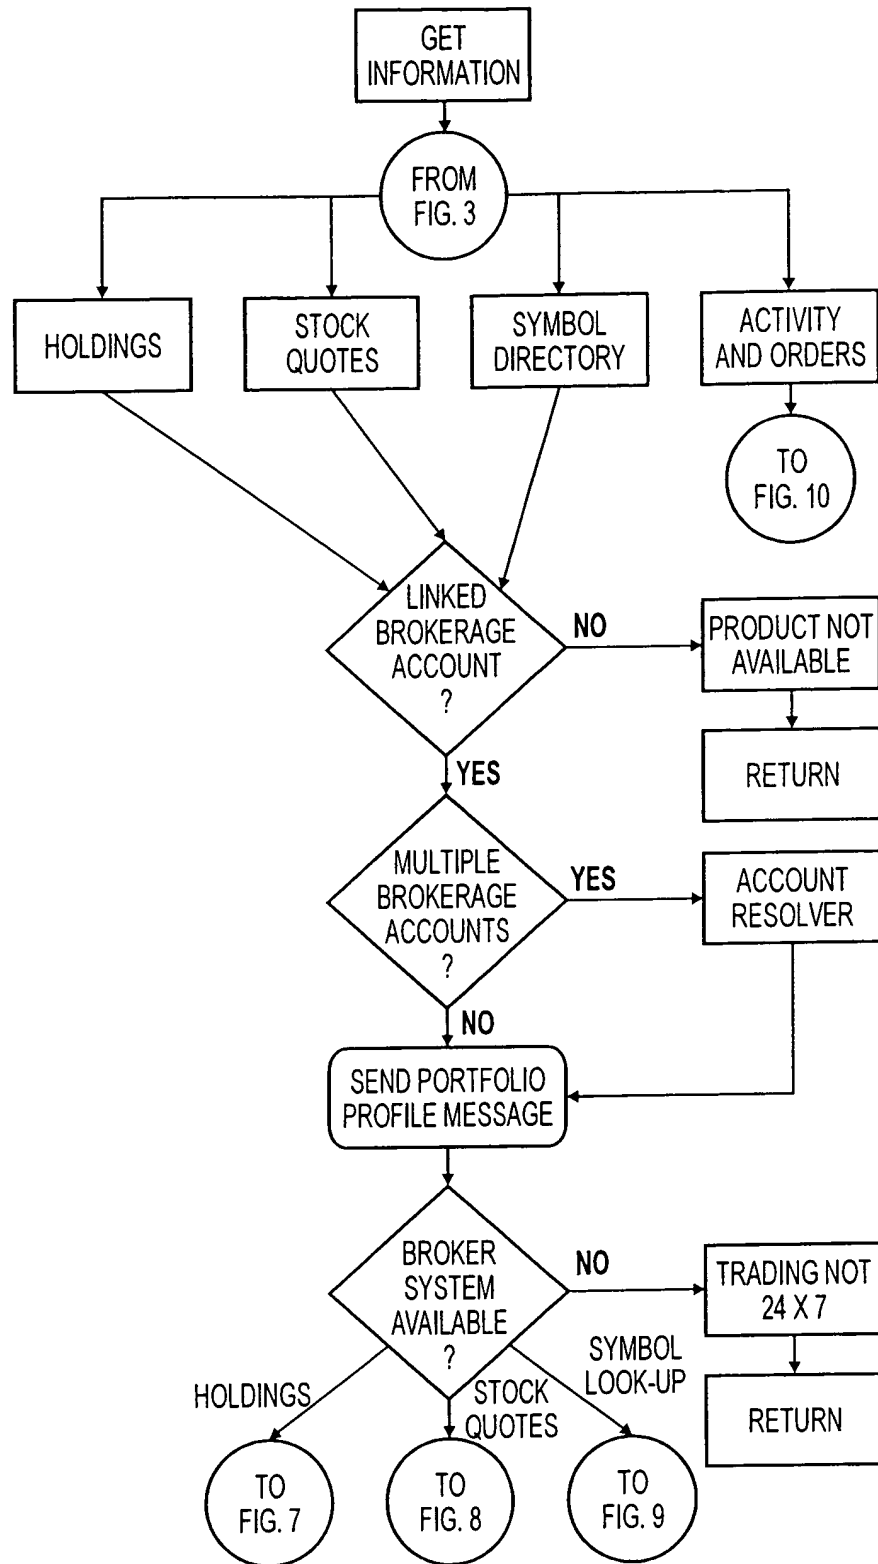 GET
INFORMATION
FROM
FIG. 3
HOLDINGS
STOCK
QUOTES
SYMBOL
DIRECTORY
ACTIVITY
AND ORDERS
TO
FIG. 10
LINKED
BROKERAGE
ACCOUNT
?
NO
PRODUCT NOT
AVAILABLE
RETURN
YES
MULTIPLE
BROKERAGE
ACCOUNTS
?
YES
ACCOUNT
RESOLVER
NO
SEND PORTFOLIO
PROFILE MESSAGE
BROKER
SYSTEM
AVAILABLE
?
NO
TRADING NOT
24 X 7
RETURN
HOLDINGS
STOCK
QUOTES
SYMBOL
LOOK-UP
TO
FIG. 7
TO
FIG. 8
TO
FIG. 9